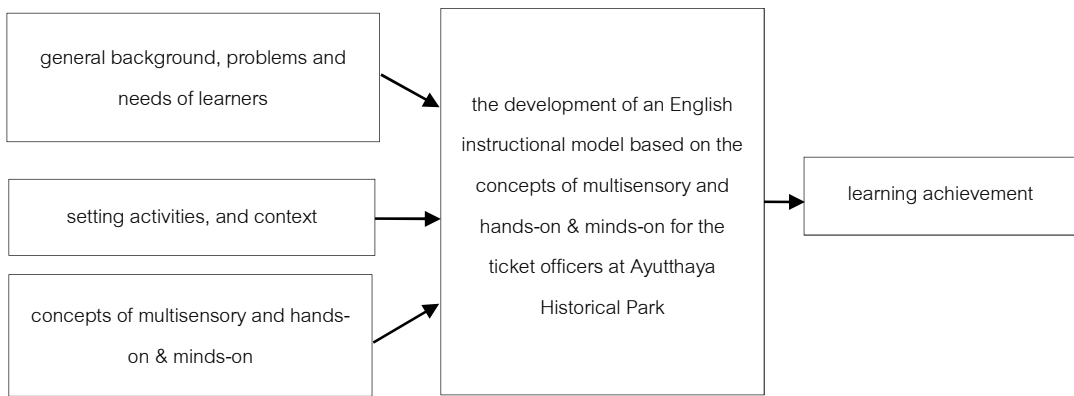 general background, problems and
needs of learners
setting activities, and context
concepts of multisensory and hands-
on & minds-on
the development of an English
instructional model based on the
concepts of multisensory and
hands-on & minds-on for the
ticket officers at Ayutthaya
Historical Park
learning achievement